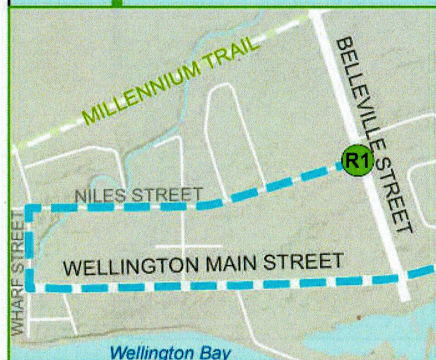 MILLENNIUM TRAIL
BELLEVILLE STREET
R1
NILES STREET
WHARF STREET
WELLINGTON MAIN STREET
Wellington Bay